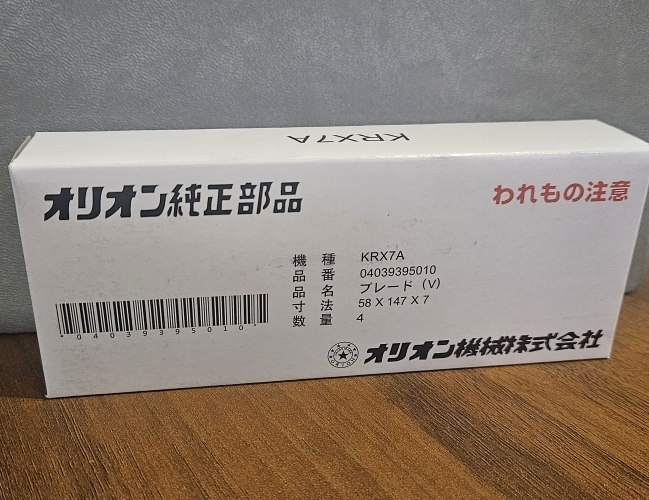 KRX7A
オリオン純正部品
われもの注意
機種 KRX7A
品番 04039395010
品名 ブレード (V)
寸法 58 X 147 X 7
数量 4
*04039395010*
オリオン機械株式会社